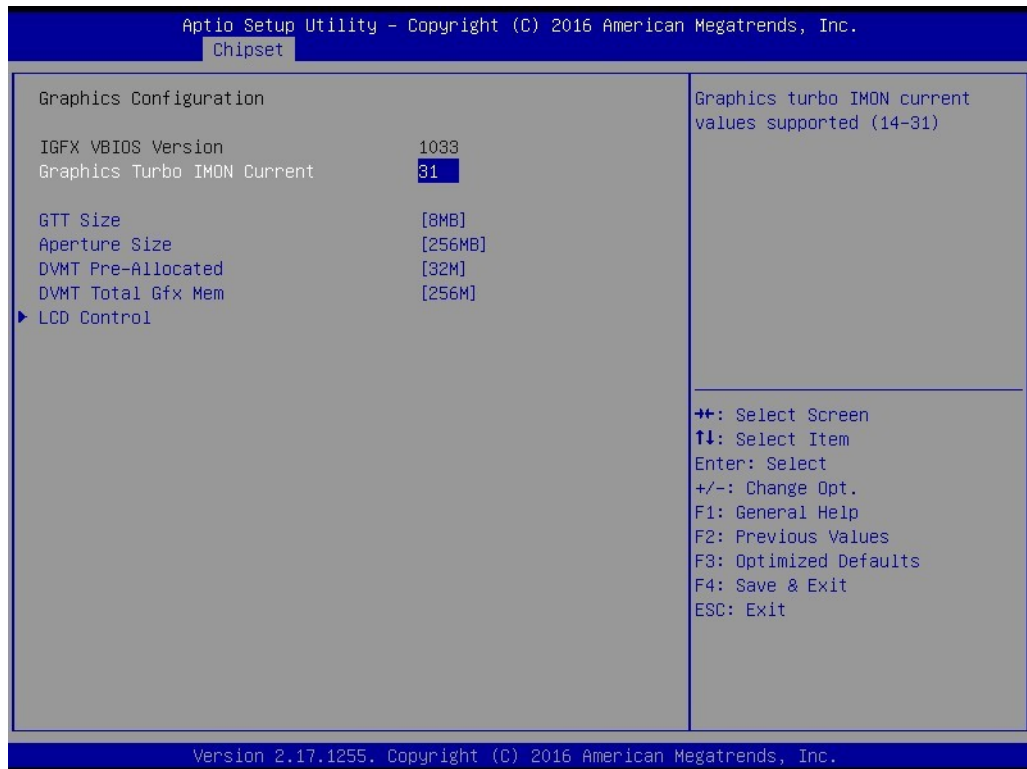 Aptio Setup Utility – Copyright (C) 2016 American Megatrends, Inc.
Chipset
Graphics Configuration
IGFX VBIOS Version 1033
Graphics Turbo IMON Current 31
GTT Size [8MB]
Aperture Size [256MB]
DVMT Pre-Allocated [32M]
DVMT Total Gfx Mem [256M]
LCD Control
Graphics turbo IMON current
values supported (14-31)
→←: Select Screen
↑↓: Select Item
Enter: Select
+/-: Change Opt.
F1: General Help
F2: Previous Values
F3: Optimized Defaults
F4: Save & Exit
ESC: Exit
Version 2.17.1255. Copyright (C) 2016 American Megatrends, Inc.